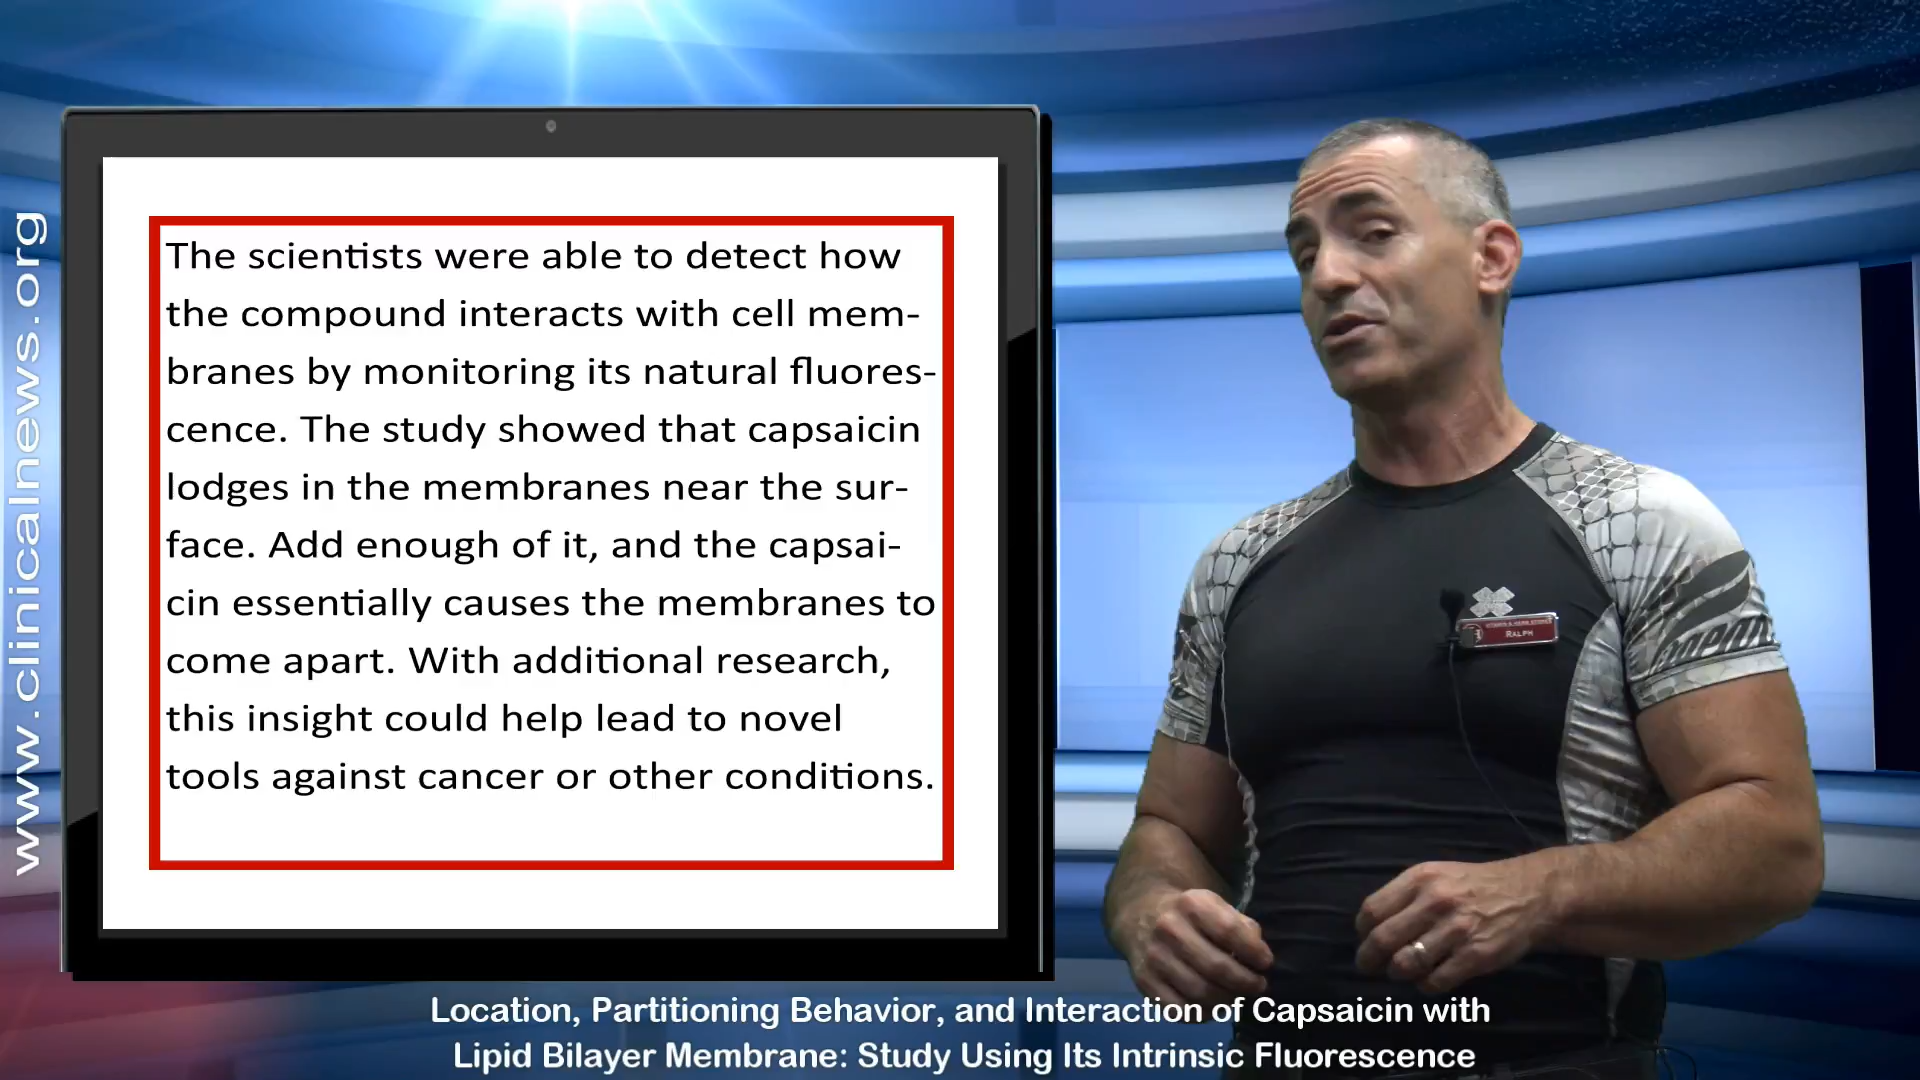 www.clinicalnews.org
The scientists were able to detect how
the compound interacts with cell mem-
branes by monitoring its natural fluores-
cence. The study showed that capsaicin
lodges in the membranes near the sur-
face. Add enough of it, and the capsai-
cin essentially causes the membranes to
come apart. With additional research,
this insight could help lead to novel
tools against cancer or other conditions.
RALPH
Location, Partitioning Behavior, and Interaction of Capsaicin with
Lipid Bilayer Membrane: Study Using Its Intrinsic Fluorescence